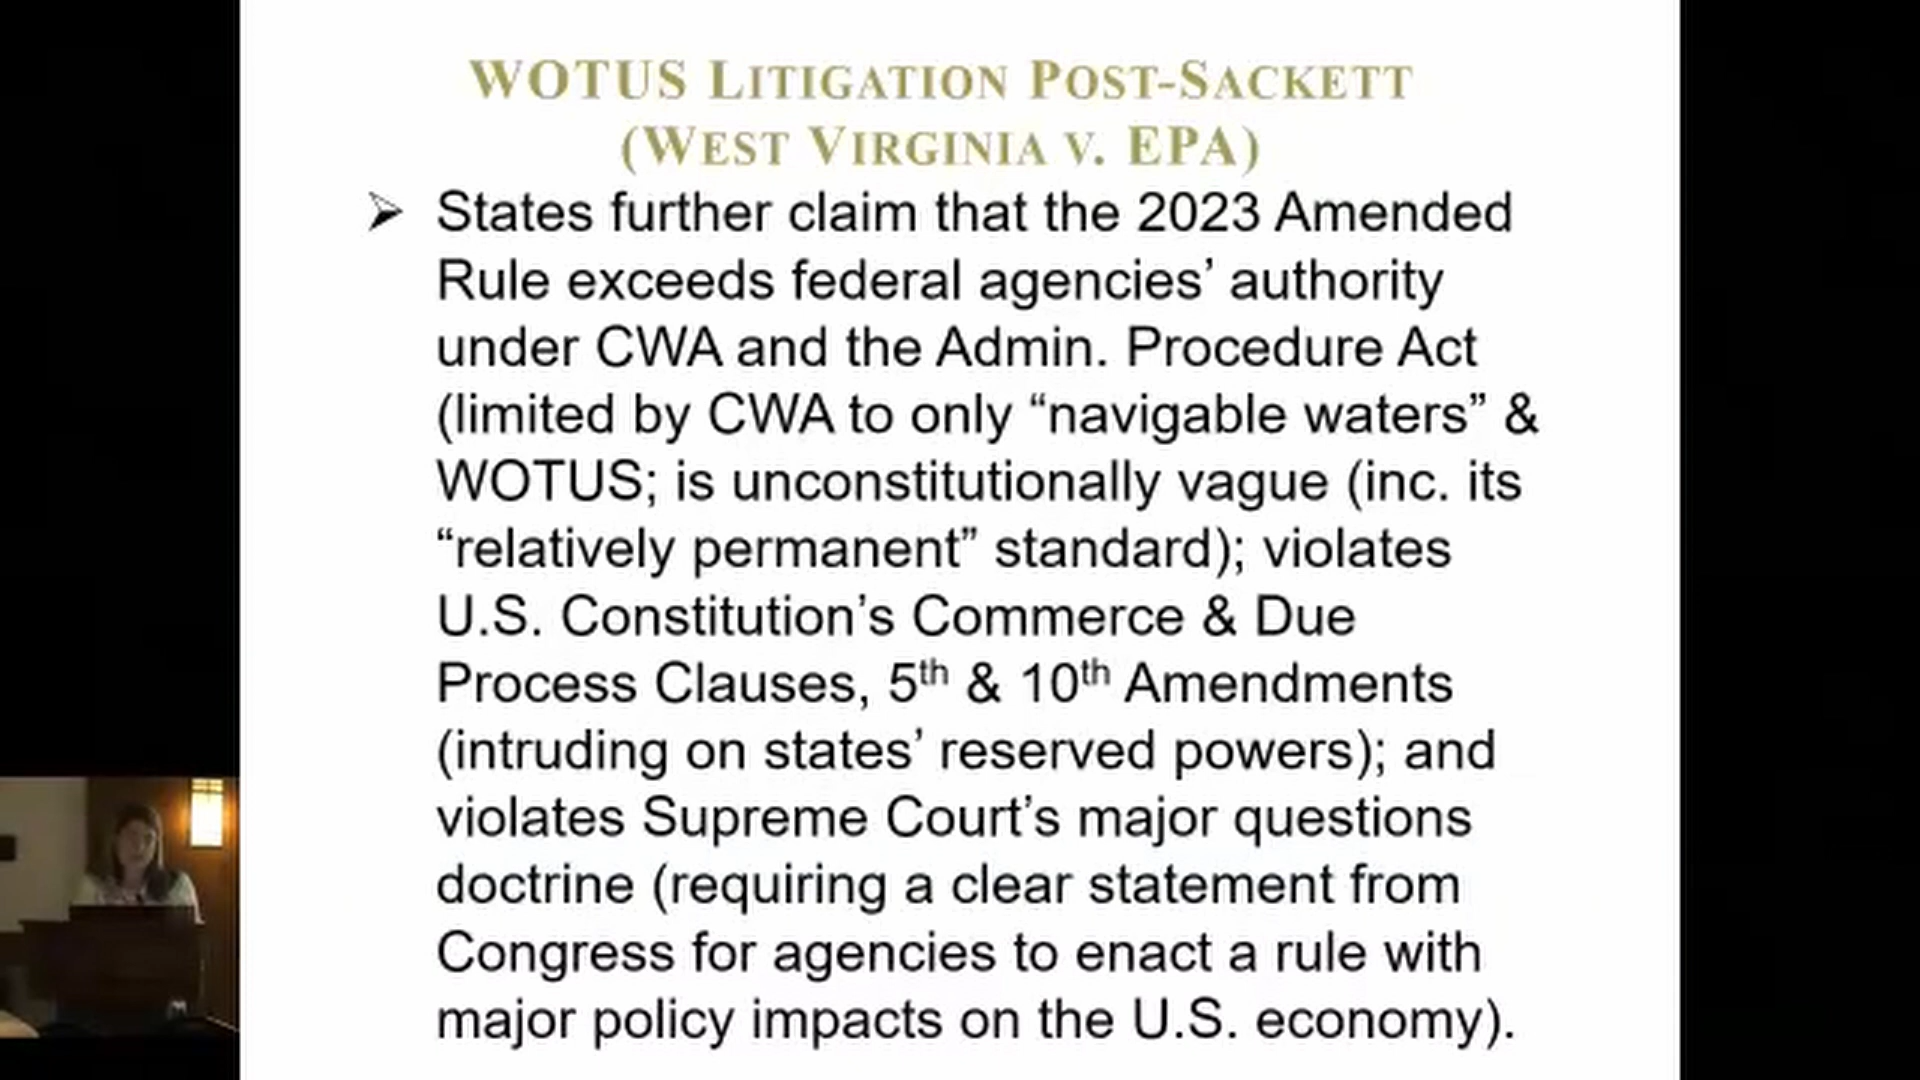 WOTUS LITIGATION POST-SACKETT
(WEST VIRGINIA V. EPA)
➢ States further claim that the 2023 Amended
Rule exceeds federal agencies’ authority
under CWA and the Admin. Procedure Act
(limited by CWA to only “navigable waters” &
WOTUS; is unconstitutionally vague (inc. its
“relatively permanent” standard); violates
U.S. Constitution’s Commerce & Due
Process Clauses, 5th & 10th Amendments
(intruding on states’ reserved powers); and
violates Supreme Court’s major questions
doctrine (requiring a clear statement from
Congress for agencies to enact a rule with
major policy impacts on the U.S. economy).